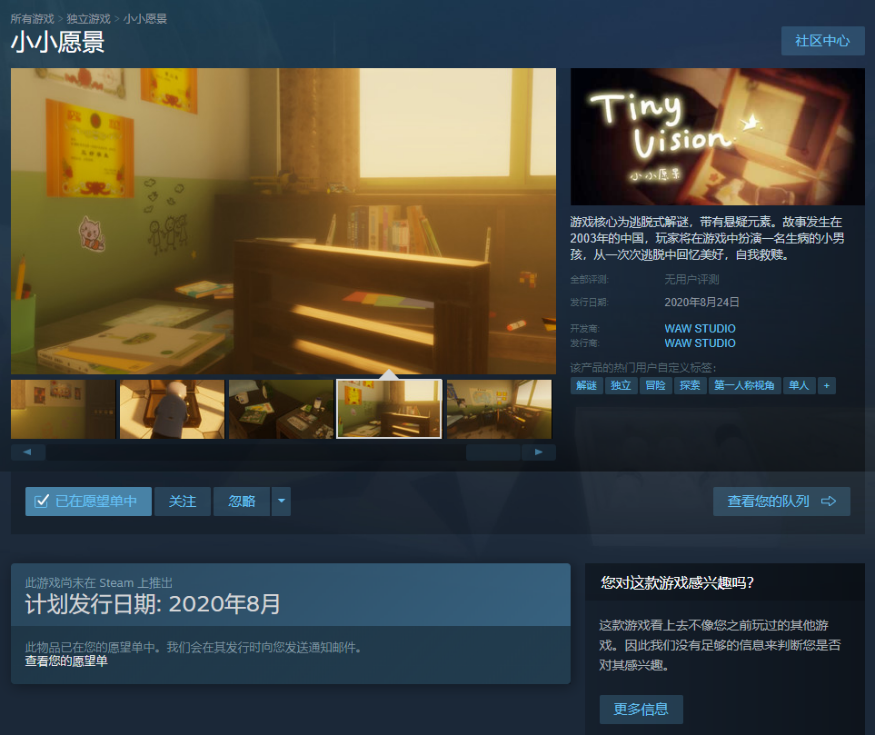 所有游戏 > 独立游戏 > 小小愿景
小小愿景
社区中心
Tiny
Vision
小小愿景
游戏核心为逃脱式解谜，带有悬疑元素。故事发生在
2003年的中国，玩家将在游戏中扮演一名生病的小男
孩，从一次次逃脱中回忆美好，自我救赎。
全部评测: 无用户评测
发行日期: 2020年8月24日
开发商: WAW STUDIO
发行商: WAW STUDIO
该产品的热门用户自定义标签:
解谜 独立 冒险 探索 第一人称视角 单人 +
已在愿望单中 关注 忽略 查看您的队列
此游戏尚未在 Steam 上推出
计划发行日期: 2020年8月
此物品已在您的愿望单中。我们会在其发行时向您发送通知邮件。
查看您的愿望单
您对这款游戏感兴趣吗?
这款游戏看上去不像您之前玩过的其他游
戏。因此我们没有足够的信息来判断您是否
对其感兴趣。
更多信息